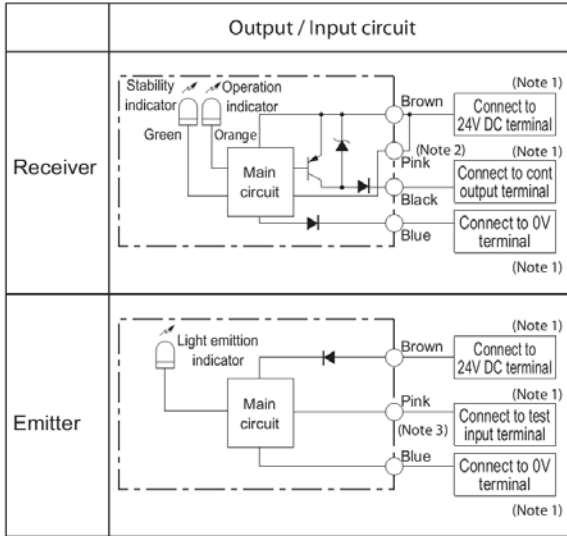 Output / Input circuit
Receiver
Stability indicator
Operation indicator
Green
Orange
Main circuit
Brown
(Note 2)
Pink
Black
Blue
(Note 1)
Connect to
24V DC terminal
(Note 1)
Connect to cont
output terminal
Connect to 0V
terminal
(Note 1)
Emitter
Light emittion
indicator
Main
circuit
Brown
Pink
(Note 3)
Blue
(Note 1)
Connect to
24V DC terminal
(Note 1)
Connect to test
input terminal
Connect to 0V
terminal
(Note 1)